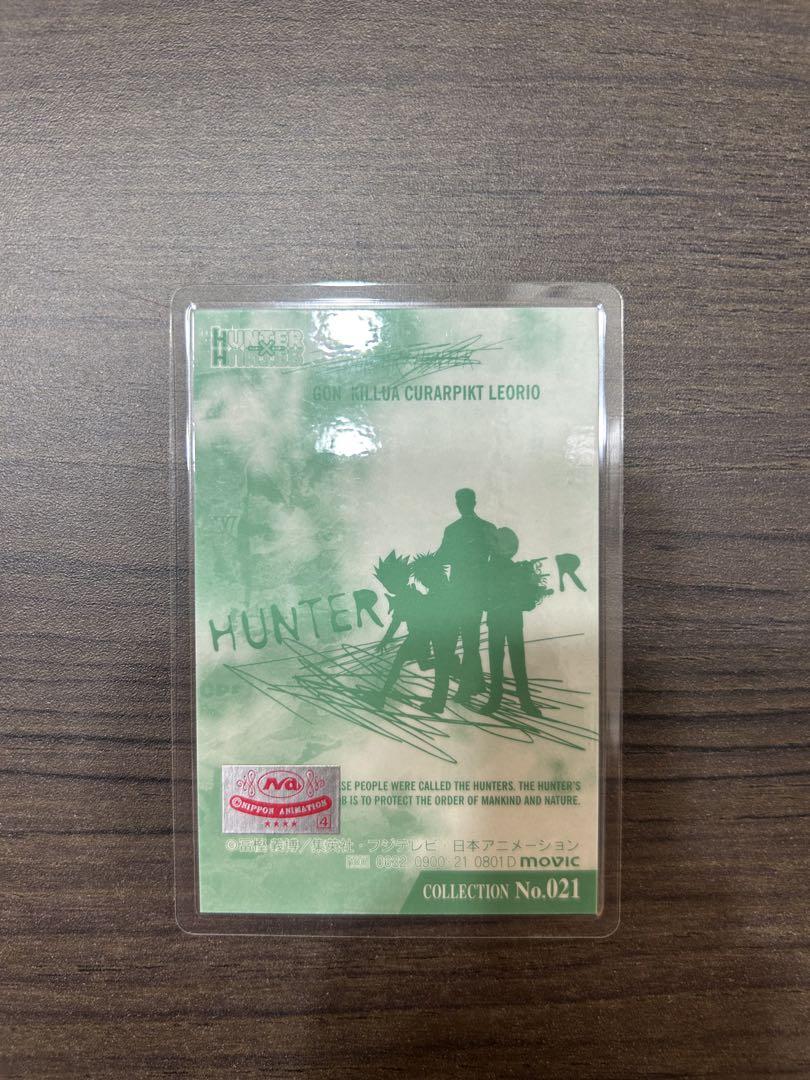 HUNTER
HUNTER
GON KILLUA CURARPIKT LEORIO
HUNTER ER
SE PEOPLE WERE CALLED THE HUNTERS. THE HUNTER'S
B IS TO PROTECT THE ORDER OF MANKIND AND NATURE.
Na
©NIPPON ANIMATION
★★★★ 4
©冨樫義博/集英社・フジテレビ・日本アニメーション
0632 0900 21 0801D movic
COLLECTION No.021